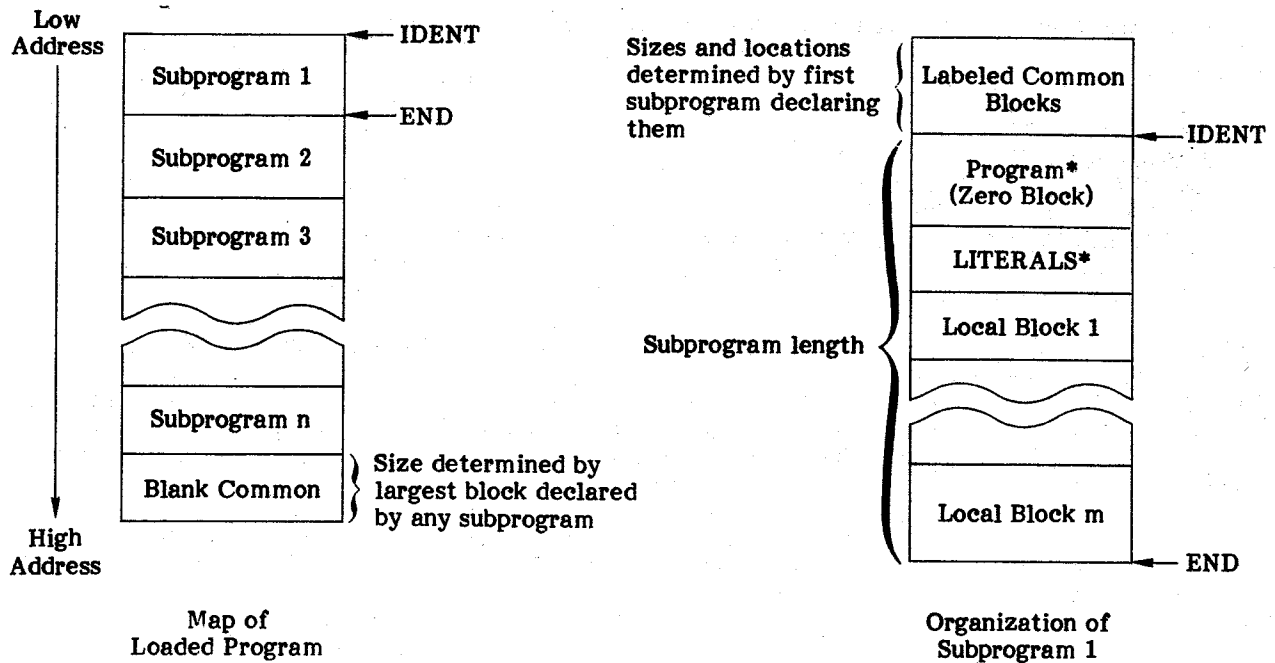 Low
Address
IDENT
Subprogram 1
END
Subprogram 2
Subprogram 3
Subprogram n
Blank Common
Size determined by
largest block declared
by any subprogram
High
Address
Map of
Loaded Program
Sizes and locations
determined by first
subprogram declaring
them
Labeled Common
Blocks
IDENT
Program*
(Zero Block)
LITERALS*
Local Block 1
Subprogram length
Local Block m
END
Organization of
Subprogram 1